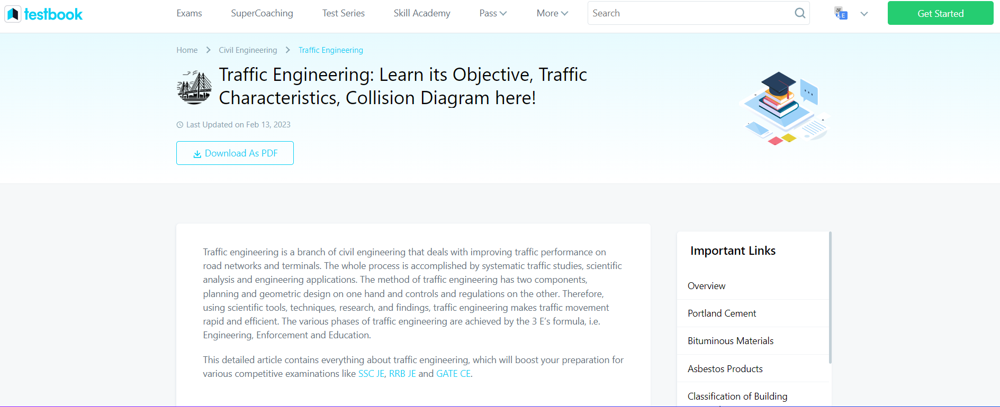 testbook
Exams
SuperCoaching
Test Series
Skill Academy
Pass
More
Search
अ
E
Get Started
Home
Civil Engineering
Traffic Engineering
Traffic Engineering: Learn its Objective, Traffic
Characteristics, Collision Diagram here!
Last Updated on Feb 13, 2023
Download As PDF
Traffic engineering is a branch of civil engineering that deals with improving traffic performance on
road networks and terminals. The whole process is accomplished by systematic traffic studies, scientific
analysis and engineering applications. The method of traffic engineering has two components,
planning and geometric design on one hand and controls and regulations on the other. Therefore,
using scientific tools, techniques, research, and findings, traffic engineering makes traffic movement
rapid and efficient. The various phases of traffic engineering are achieved by the 3 E’s formula, i.e.
Engineering, Enforcement and Education.
This detailed article contains everything about traffic engineering, which will boost your preparation for
various competitive examinations like SSC JE, RRB JE and GATE CE.
Important Links
Overview
Portland Cement
Bituminous Materials
Asbestos Products
Classification of Building